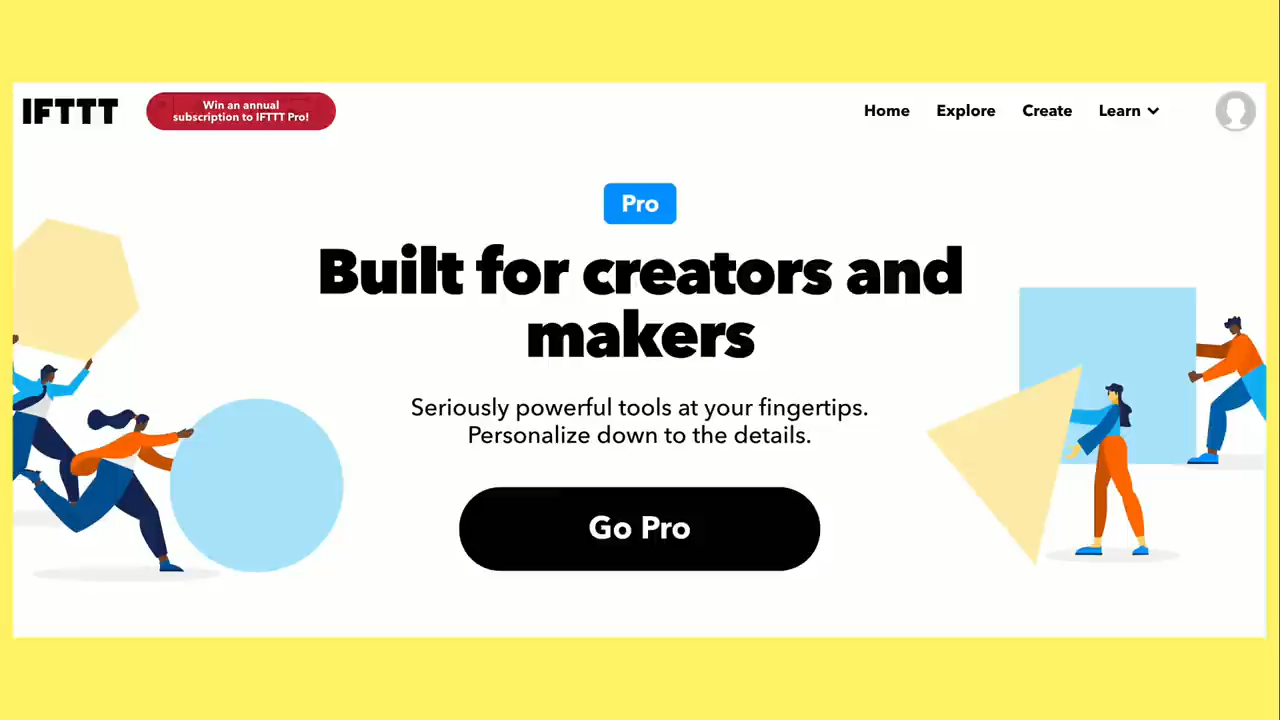 IFTTT
Win an annual
subscription to IFTTT Pro!
Home
Explore
Create
Learn
Pro
Built for creators and
makers
Seriously powerful tools at your fingertips.
Personalize down to the details.
Go Pro